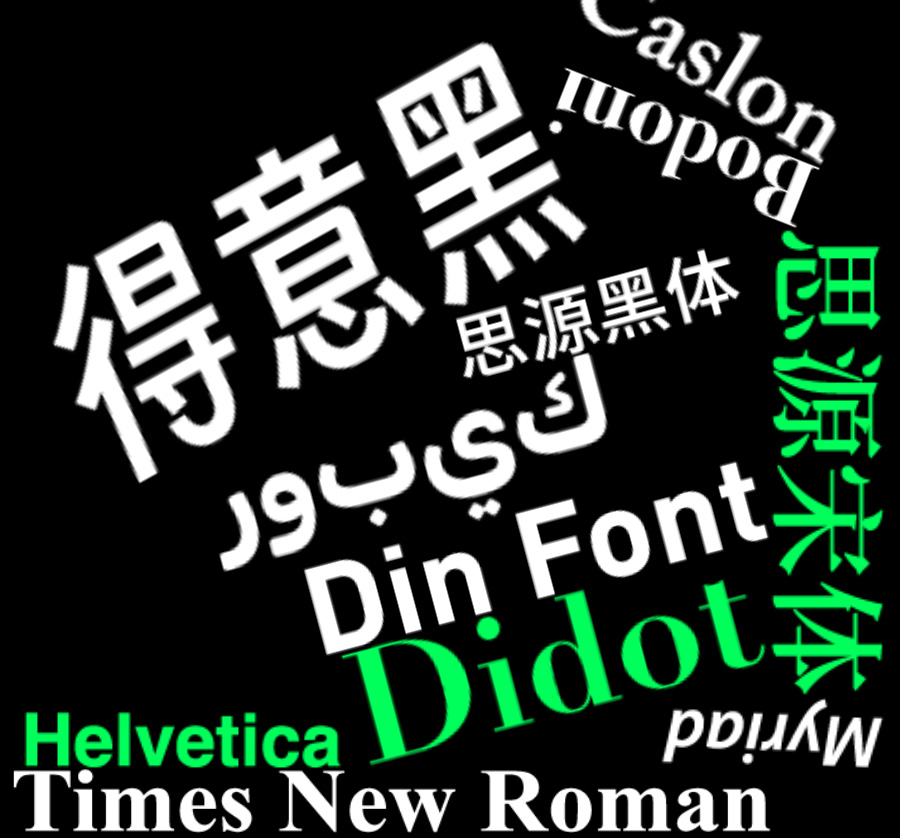 Caslon
Bodoni
得意黑
思源黑体
思源宋体
كيبور
Din Font
Didot
Myriad
Helvetica
Times New Roman